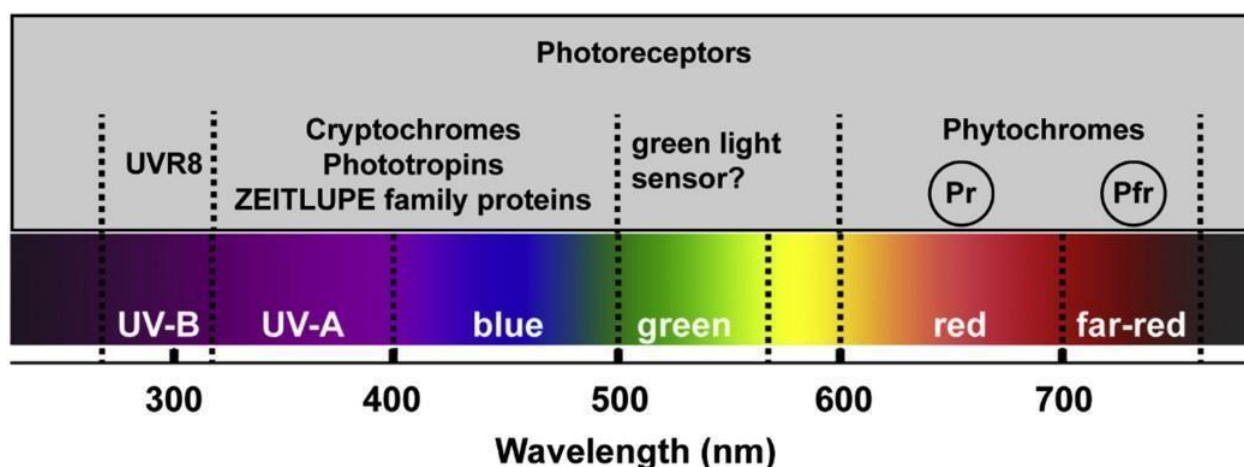 Photoreceptors
UVR8
Cryptochromes
Phototropins
ZEITLUPE family proteins
green light
sensor?
Phytochromes
Pr
Pfr
UV-B
UV-A
blue
green
red
far-red
300
400
500
600
700
Wavelength (nm)